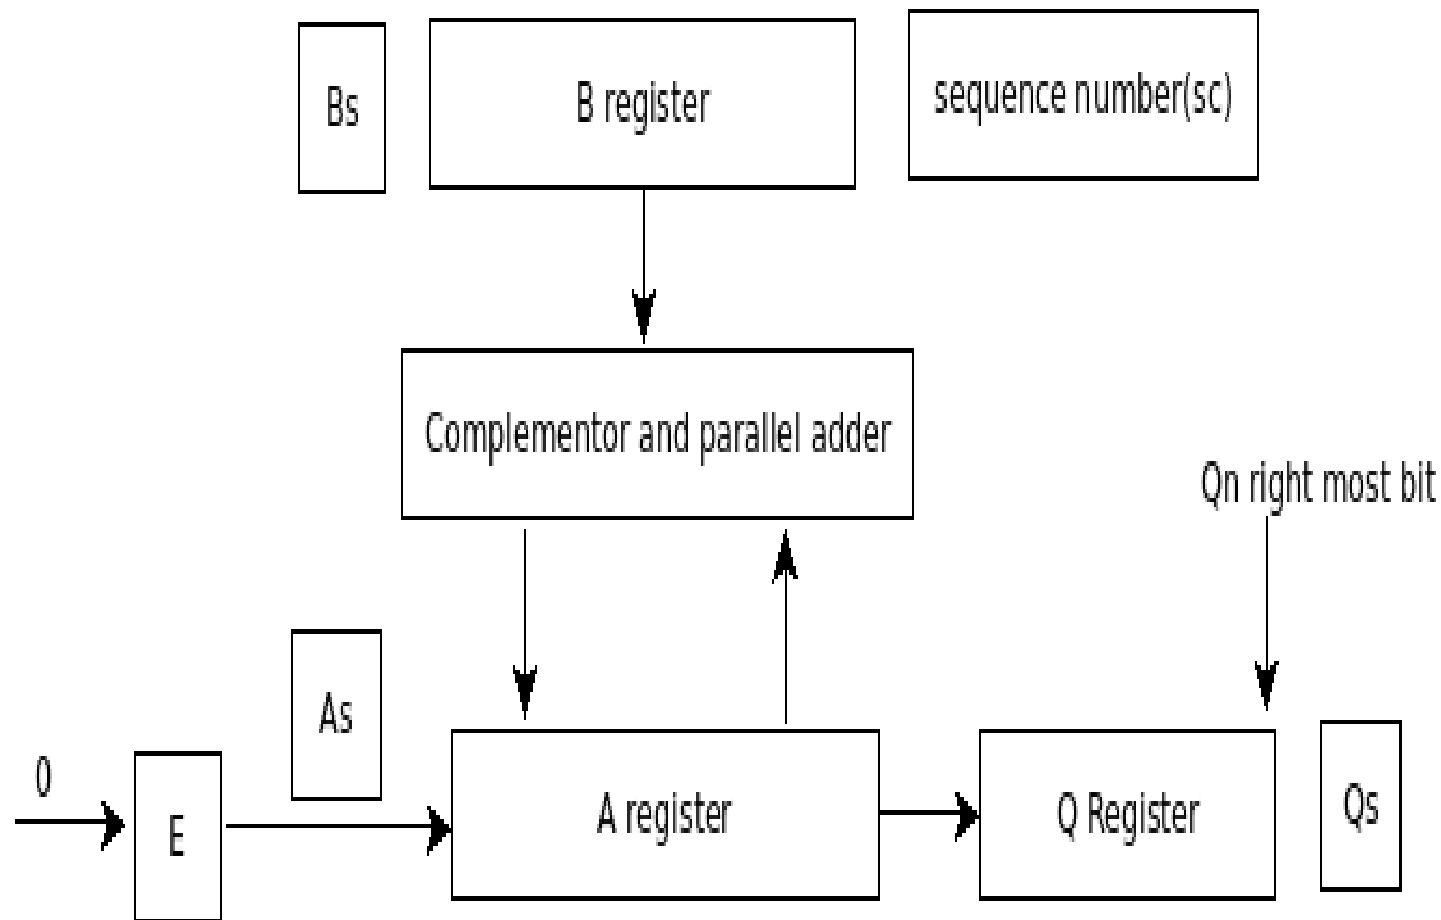 Bs
B register
sequence number(sc)
Complementor and parallel adder
Qn right most bit
As
0
E
A register
Q Register
Qs